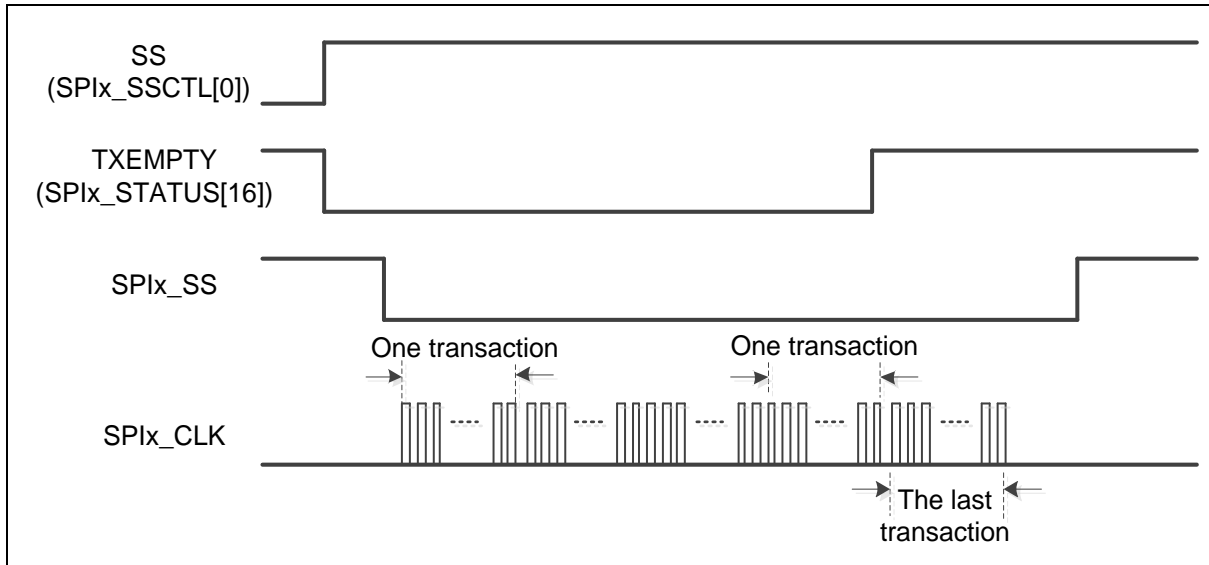 SS
(SPIx_SSCTL[0])
TXEMPTY
(SPIx_STATUS[16])
SPIx_SS
One transaction
One transaction
SPIx_CLK
The last
transaction